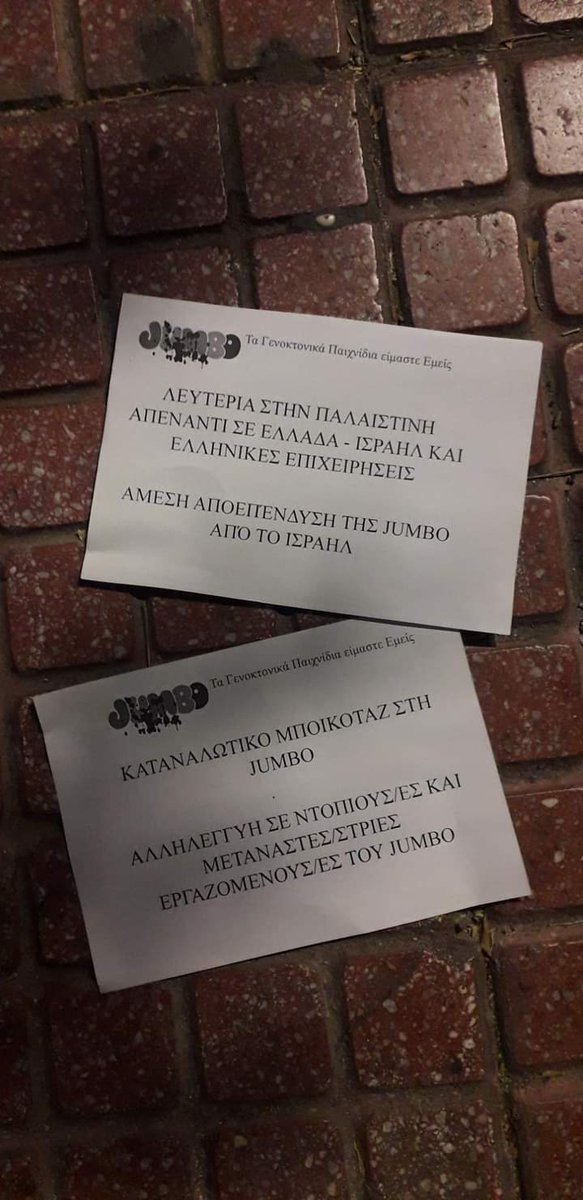 JUMBO Τα Γενοκτονικά Παιχνίδια είμαστε Εμείς
ΛΕΥΤΕΡΙΑ ΣΤΗΝ ΠΑΛΑΙΣΤΙΝΗ
ΑΠΕΝΑΝΤΙ ΣΕ ΕΛΛΑΔΑ - ΙΣΡΑΗΛ ΚΑΙ
ΕΛΛΗΝΙΚΕΣ ΕΠΙΧΕΙΡΗΣΕΙΣ
ΑΜΕΣΗ ΑΠΟΕΠΕΝΔΥΣΗ ΤΗΣ JUMBO
ΑΠΌ ΤΟ ΙΣΡΑΗΛ
JUMBO Τα Γενοκτονικά Παιχνίδια είμαστε Εμείς
ΚΑΤΑΝΑΛΩΤΙΚΟ ΜΠΟΙΚΟΤΑΖ ΣΤΗ
JUMBO
ΑΛΛΗΛΕΓΓΥΗ ΣΕ ΝΤΟΠΙΟΥΣ/ΕΣ ΚΑΙ
ΜΕΤΑΝΑΣΤΕΣ/ΣΤΡΙΕΣ
ΕΡΓΑΖΟΜΕΝΟΥΣ/ΕΣ ΤΟΥ JUMBO